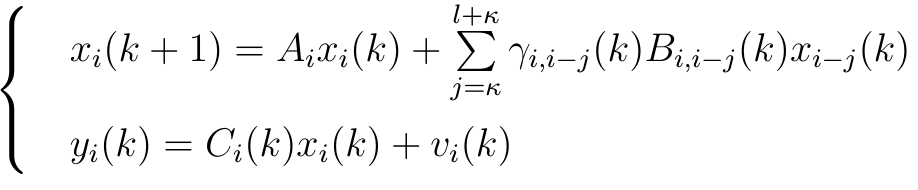 x_i(k + 1) = A_i x_i(k) + \sum_{j=\kappa}^{l+\kappa} \gamma_{i,i-j}(k) B_{i,i-j}(k) x_{i-j}(k)
y_i(k) = C_i(k) x_i(k) + v_i(k)